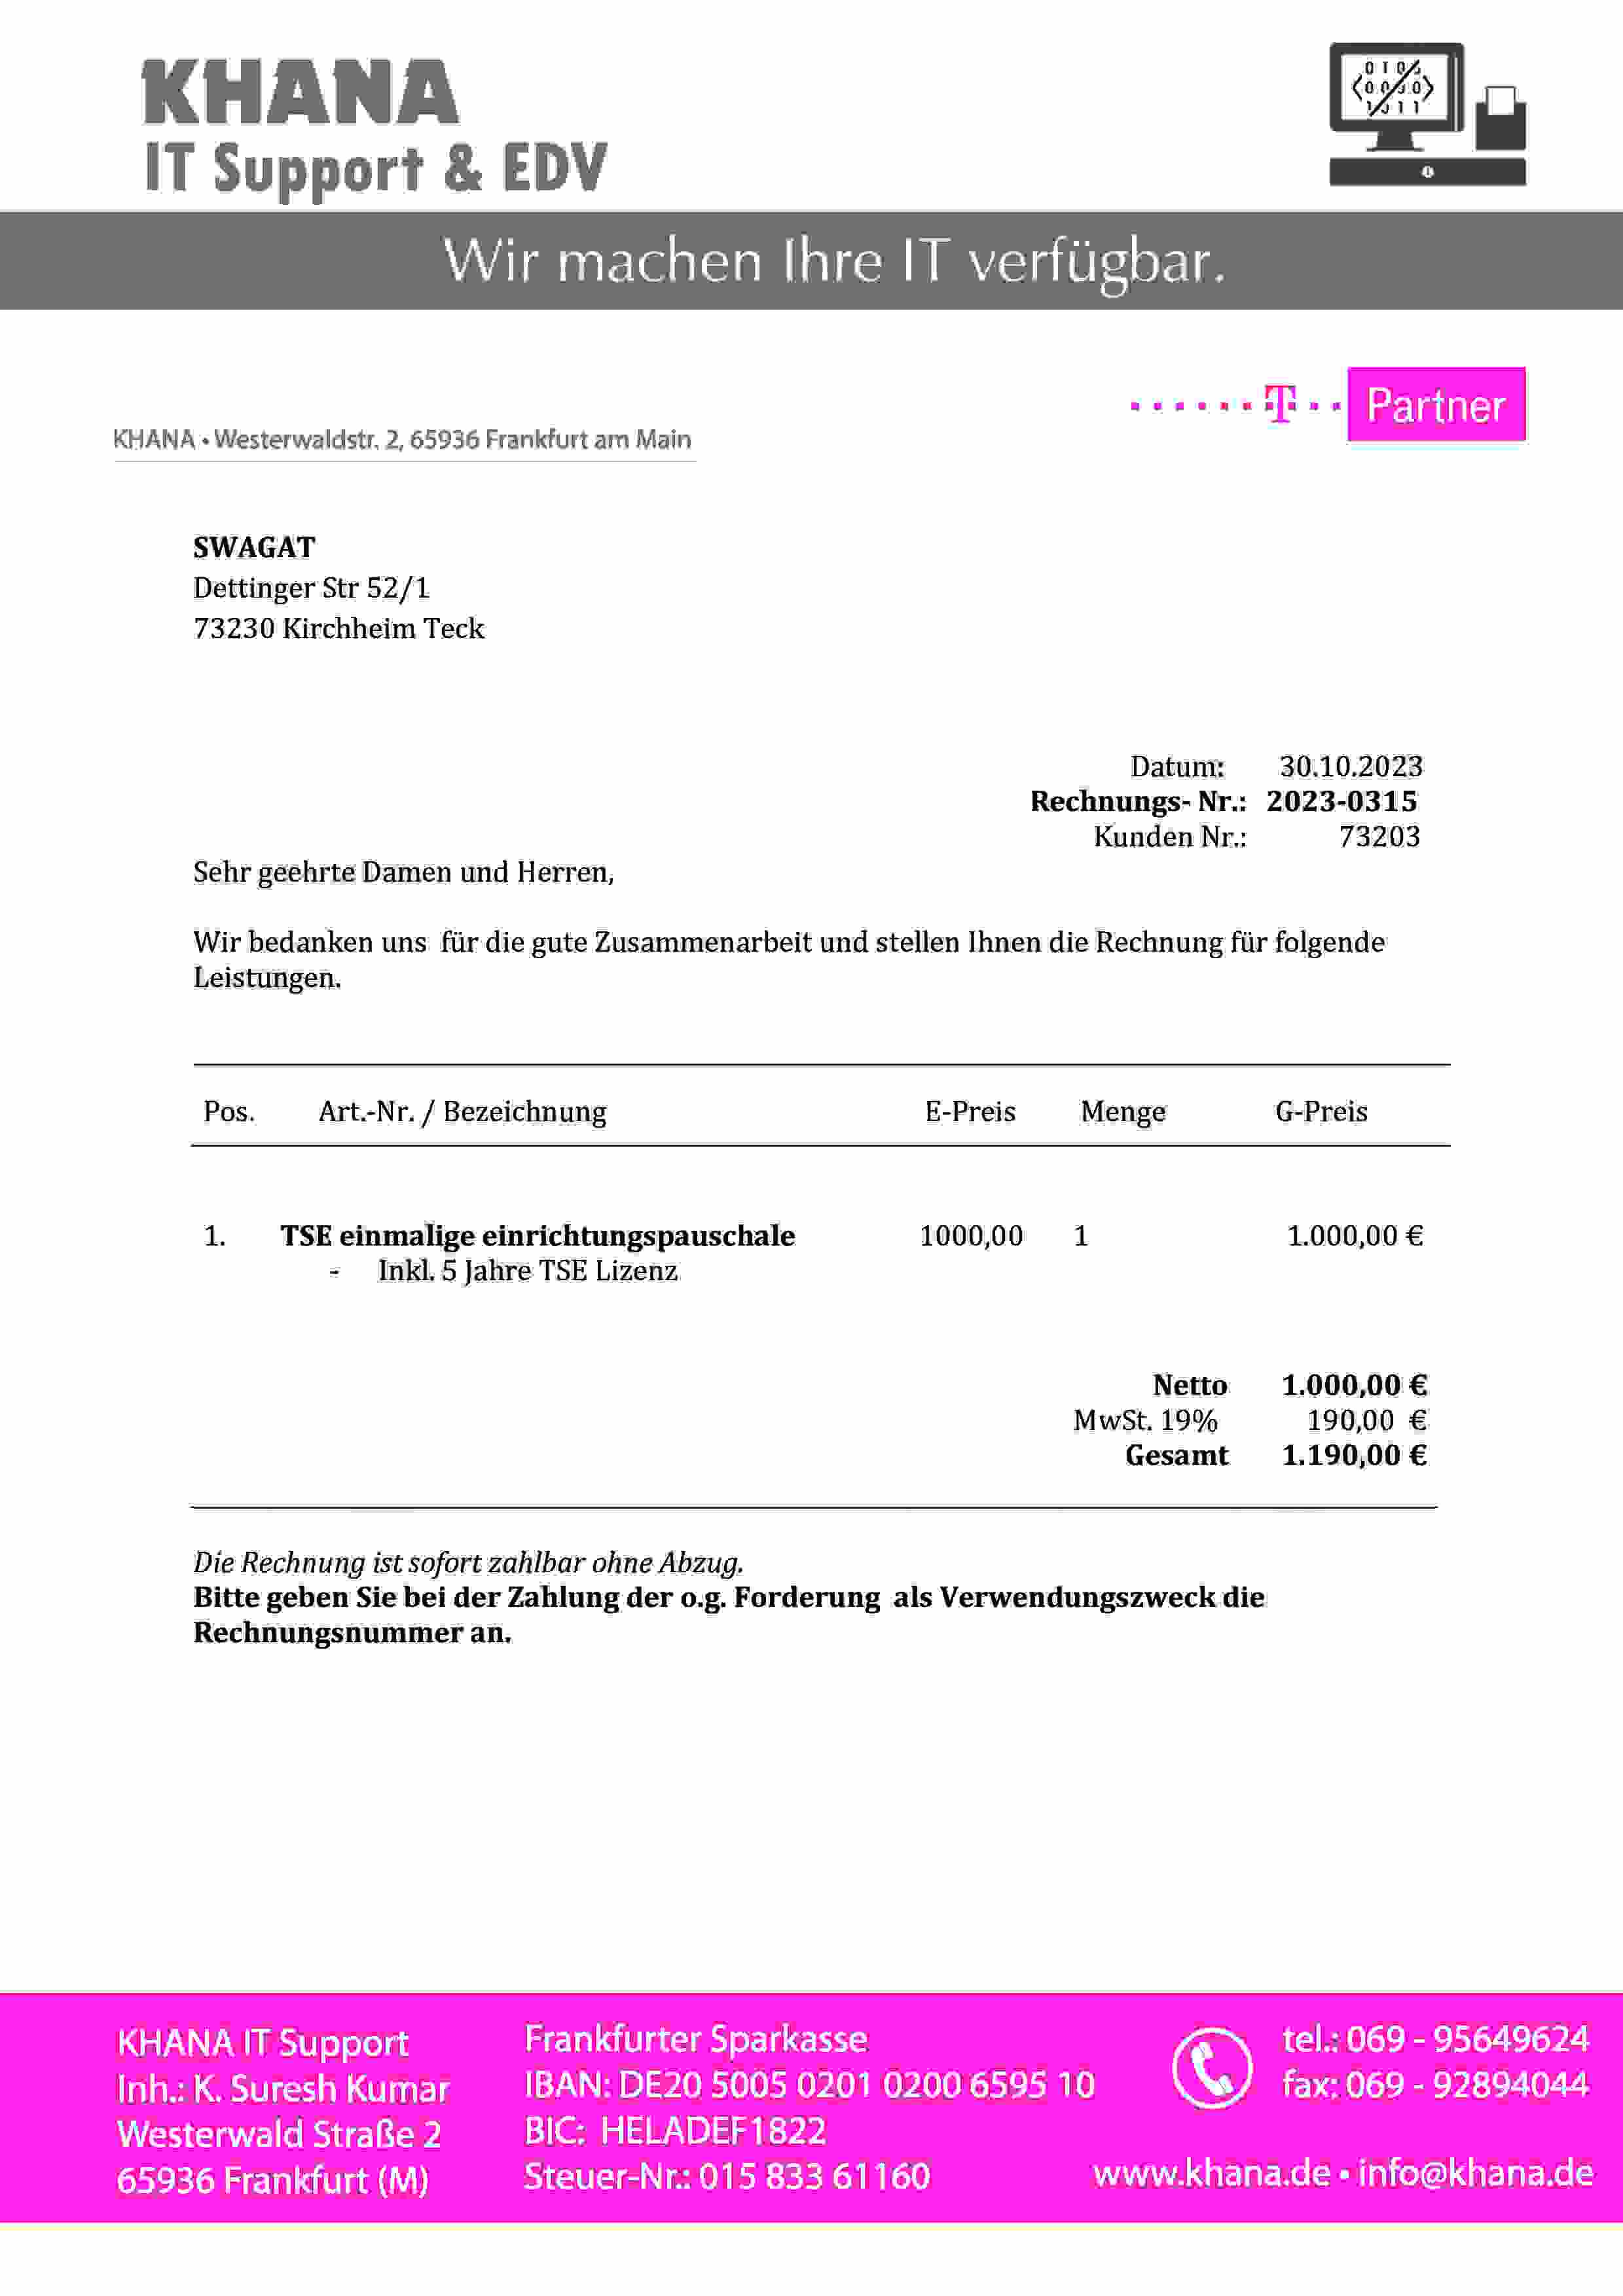 KHANA
IT Support & EDV
Wir machen Ihre IT verfügbar.
T Partner
KHANA • Westerwaldstr. 2, 65936 Frankfurt am Main
SWAGAT
Dettinger Str 52/1
73230 Kirchheim Teck
Datum: 30.10.2023
Rechnungs- Nr.: 2023-0315
Kunden Nr.: 73203
Sehr geehrte Damen und Herren,
Wir bedanken uns für die gute Zusammenarbeit und stellen Ihnen die Rechnung für folgende
Leistungen.
Pos. Art.-Nr. / Bezeichnung E-Preis Menge G-Preis
1. TSE einmalige einrichtungspauschale 1000,00 1 1.000,00 €
- Inkl. 5 Jahre TSE Lizenz
Netto 1.000,00 €
MwSt. 19% 190,00 €
Gesamt 1.190,00 €
Die Rechnung ist sofort zahlbar ohne Abzug.
Bitte geben Sie bei der Zahlung der o.g. Forderung als Verwendungszweck die
Rechnungsnummer an.
KHANA IT Support
Inh.: K. Suresh Kumar
Westerwald Straße 2
65936 Frankfurt (M)
Frankfurter Sparkasse
IBAN: DE20 5005 0201 0200 6595 10
BIC: HELADEF1822
Steuer-Nr.: 015 833 61160
tel.: 069 - 95649624
fax: 069 - 92894044
www.khana.de • info@khana.de